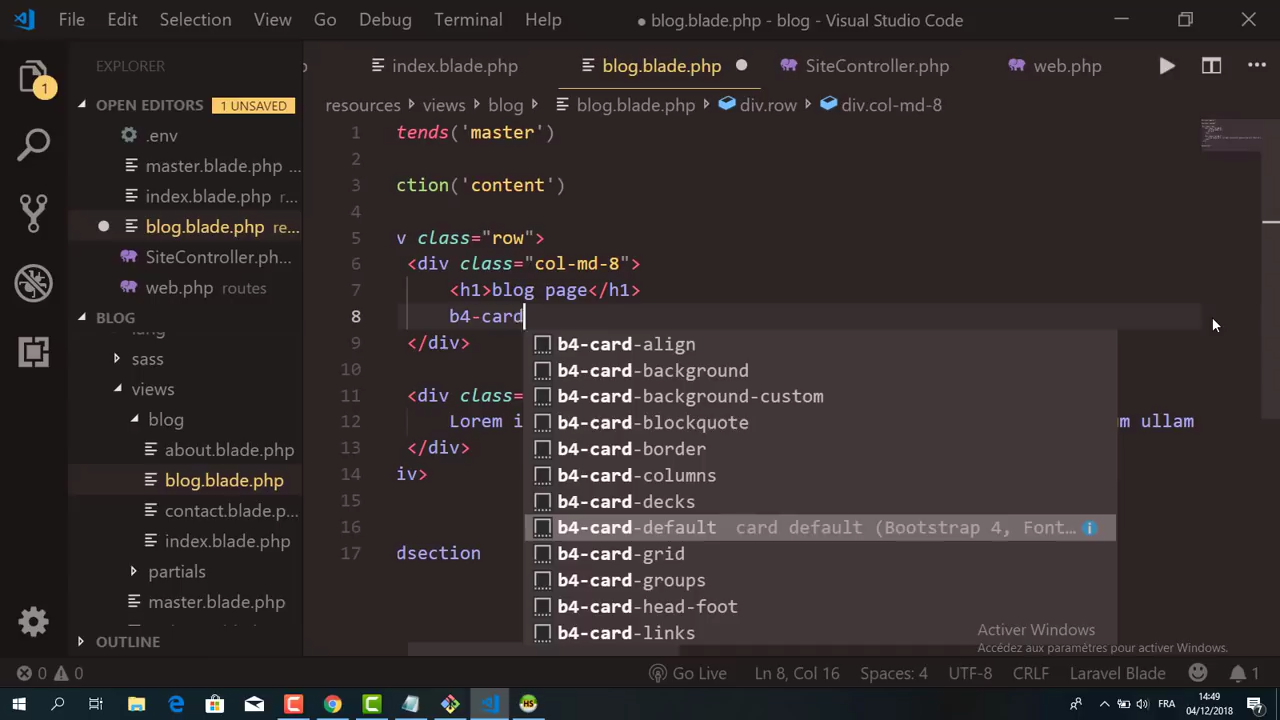 File Edit Selection View Go Debug Terminal Help
blog.blade.php - blog - Visual Studio Code
1
EXPLORER
index.blade.php
blog.blade.php
SiteController.php
web.php
OPEN EDITORS
1 UNSAVED
resources
views
blog
blog.blade.php
div.row
div.col-md-8
.env
master.blade.php ...
index.blade.php r...
blog.blade.php re...
SiteController.ph...
web.php routes
BLOG
sass
views
blog
about.blade.php
blog.blade.php
contact.blade.p...
index.blade.php
partials
master.blade.php
OUTLINE
1 tends('master')
2
3 ction('content')
4
5 v class="row">
6 <div class="col-md-8">
7 <h1>blog page</h1>
8 b4-card
9 </div>
10
11 <div class=
12 Lorem i
m ullam
13 </div>
14 iv>
15
16
17 dsection
b4-card-align
b4-card-background
b4-card-background-custom
b4-card-blockquote
b4-card-border
b4-card-columns
b4-card-decks
b4-card-default card default (Bootstrap 4, Font...
b4-card-grid
b4-card-groups
b4-card-head-foot
b4-card-links
Activer Windows
Accédez aux paramètres pour activer Windows.
0 0
Go Live
Ln 8, Col 16
Spaces: 4
UTF-8
CRLF
Laravel Blade
1
HS
FRA
14:49
04/12/2018
7